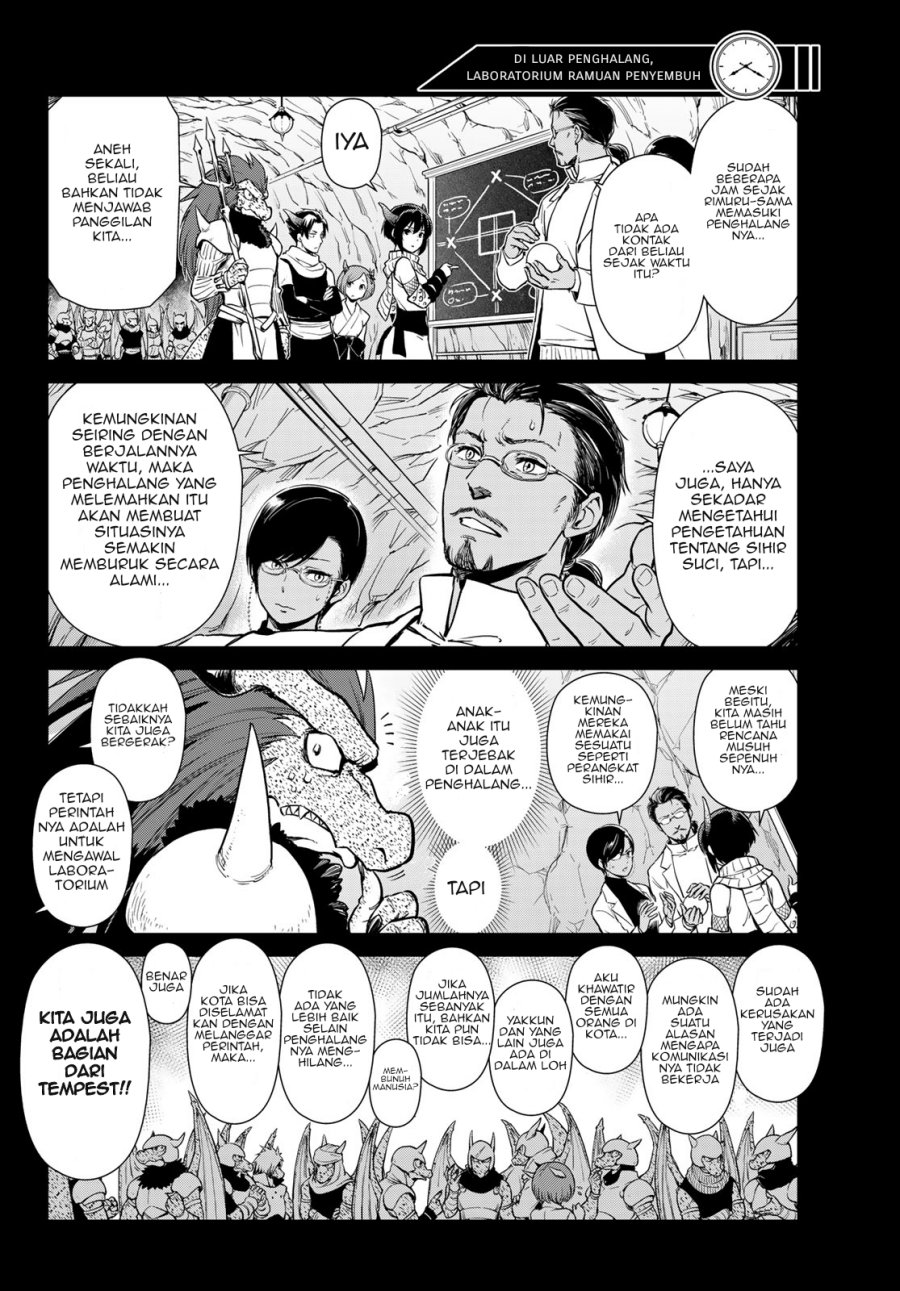 DI LUAR PENGHALANG,
LABORATORIUM RAMUAN PENYEMBUH
SUDAH
BEBERAPA
JAM SEJAK
RIMURU-SAMA
MEMASUKI
PENGHALANG
NYA...
APA
TIDAK ADA
KONTAK
DARI BELIAU
SEJAK WAKTU
ITU?
IYA
ANEH
SEKALI,
BELIAU
BAHKAN TIDAK
MENJAWAB
PANGGILAN
KITA...
...SAYA
JUGA, HANYA
SEKADAR
MENGETAHUI
PENGETAHUAN
TENTANG SIHIR
SUCI, TAPI...
KEMUNGKINAN
SEIRING DENGAN
BERJALANNYA
WAKTU, MAKA
PENGHALANG YANG
MELEMAHKAN ITU
AKAN MEMBUAT
SITUASINYA
SEMAKIN
MEMBURUK SECARA
ALAMI...
MESKI
BEGITU,
KITA MASIH
BELUM TAHU
RENCANA
MUSUH
SEPENUH
NYA...
KEMUNG-
KINAN
MEREKA
MEMAKAI
SESUATU
SEPERTI
PERANGKAT
SIHIR...
ANAK-
ANAK ITU
JUGA
TERJEBAK
DI DALAM
PENGHALANG...
TAPI
TIDAKKAH
SEBAIKNYA
KITA JUGA
BERGERAK?
TETAPI
PERINTAH
NYA ADALAH
UNTUK
MENGAWAL
LABORA-
TORIUM
SUDAH
ADA
KERUSAKAN
YANG
TERJADI
JUGA
MUNGKIN
ADA
SUATU
ALASAN
MENGAPA
KOMUNIKASI
NYA TIDAK
BEKERJA
AKU
KHAWATIR
DENGAN
SEMUA
ORANG DI
KOTA...
YAKKUN
DAN YANG
LAIN JUGA
ADA DI
DALAM LOH
JIKA
JUMLAHNYA
SEBANYAK
ITU, BAHKAN
KITA PUN
TIDAK BISA...
MEM-
BUNUH
MANUSIA?
TIDAK
ADA YANG
LEBIH BAIK
SELAIN
PENGHALANG
NYA MENG-
HILANG...
JIKA
KOTA BISA
DISELAMAT
KAN DENGAN
MELANGGAR
PERINTAH,
MAKA...
BENAR
JUGA
KITA JUGA
ADALAH
BAGIAN
DARI
TEMPEST!!